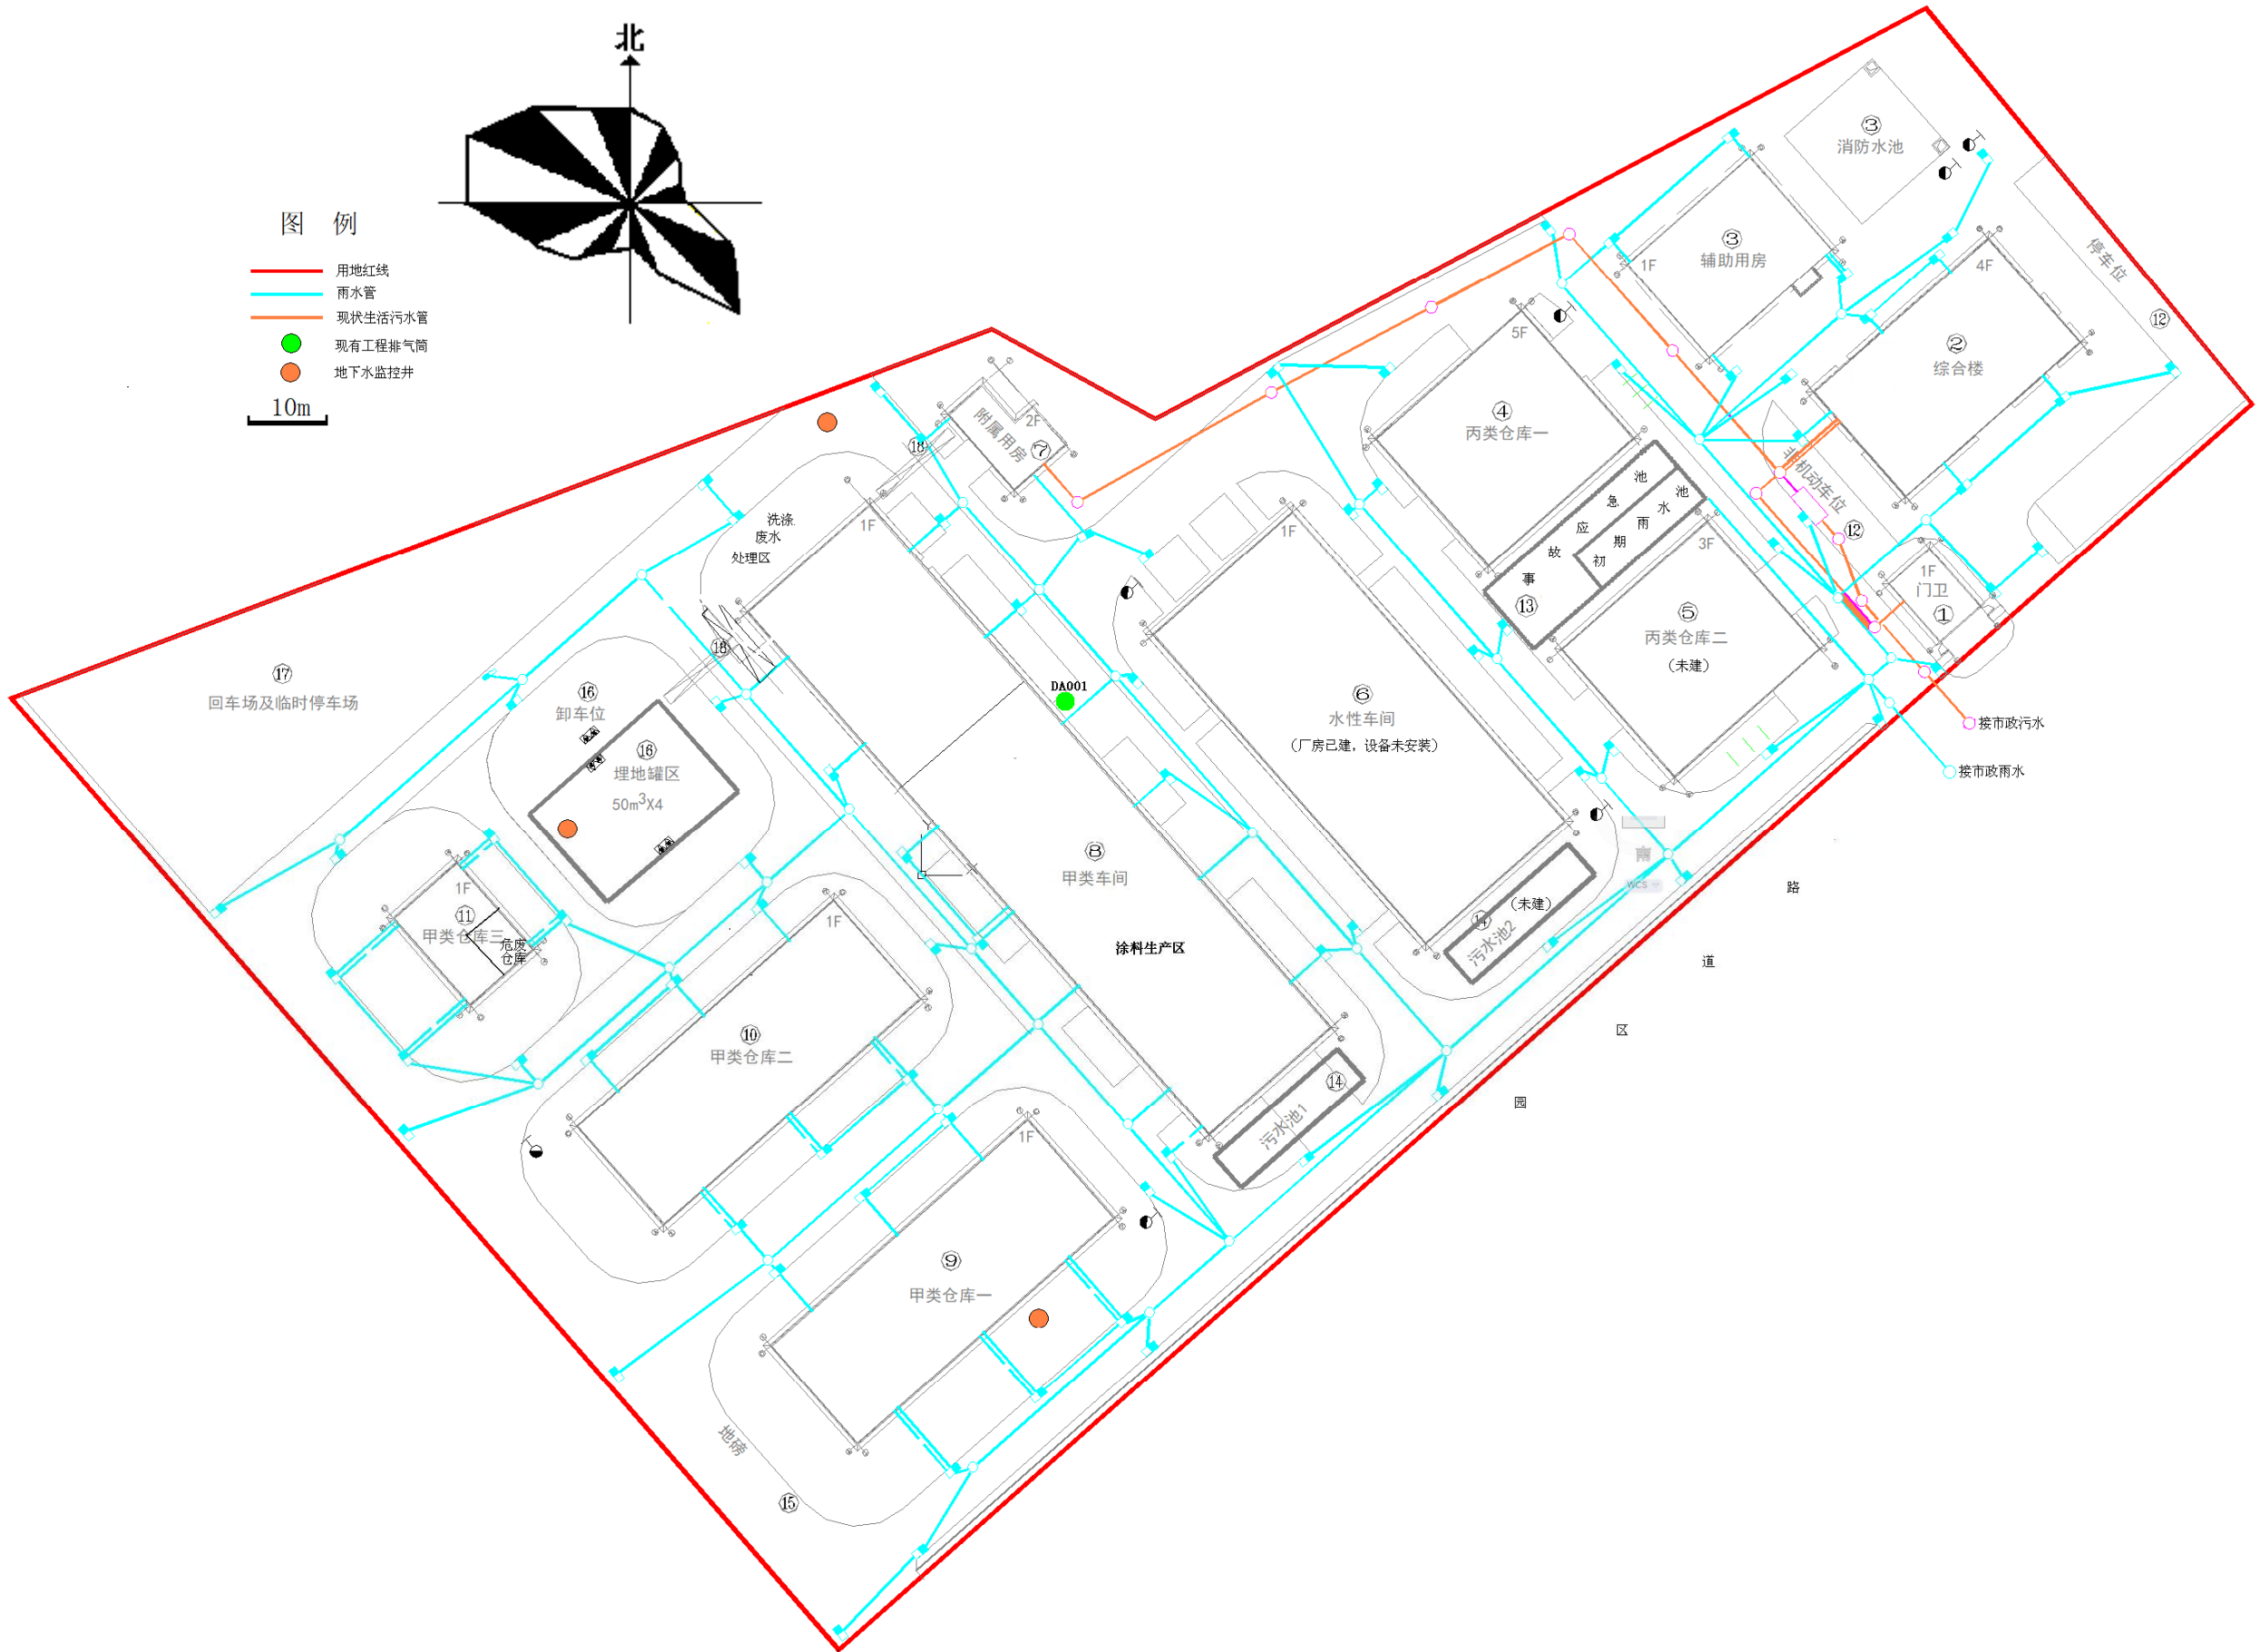 北
图 例
用地红线
雨水管
现状生活污水管
现有工程排气筒
地下水监控井
10m
③
消防水池
③
辅助用房
1F
停车位
⑫
4F
②
综合楼
5F
④
丙类仓库一
2F
附属用房
⑦
⑱
1F
洗涤
废水
处理区
⑱
非机动车位
⑫
事故应急池
初期雨水池
⑬
3F
⑤
丙类仓库二
(未建)
1F
门卫
①
接市政污水
接市政雨水
1F
⑥
水性车间
(厂房已建，设备未安装)
DA001
⑰
回车场及临时停车场
⑯
卸车位
⑯
埋地罐区
50m³X4
Y
X
⑧
甲类车间
涂料生产区
南
WCS
(未建)
⑭
污水池2
⑭
污水池1
1F
⑪
甲类仓库三
危废
仓库
1F
⑩
甲类仓库二
1F
⑨
甲类仓库一
地磅
⑮
园区道路